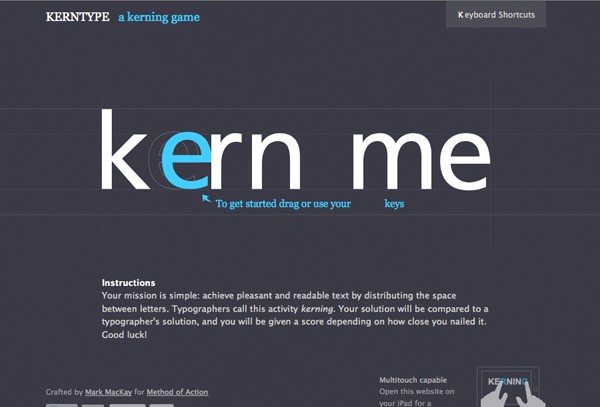 KERNTYPE a kerning game
Keyboard Shortcuts
kern me
To get started drag or use your keys
Instructions
Your mission is simple: achieve pleasant and readable text by distributing the space
between letters. Typographers call this activity kerning. Your solution will be compared to a
typographer's solution, and you will be given a score depending on how close you nailed it.
Good luck!
Crafted by Mark MacKay for Method of Action
Multitouch capable
Open this website on
your iPad for a
KERNING